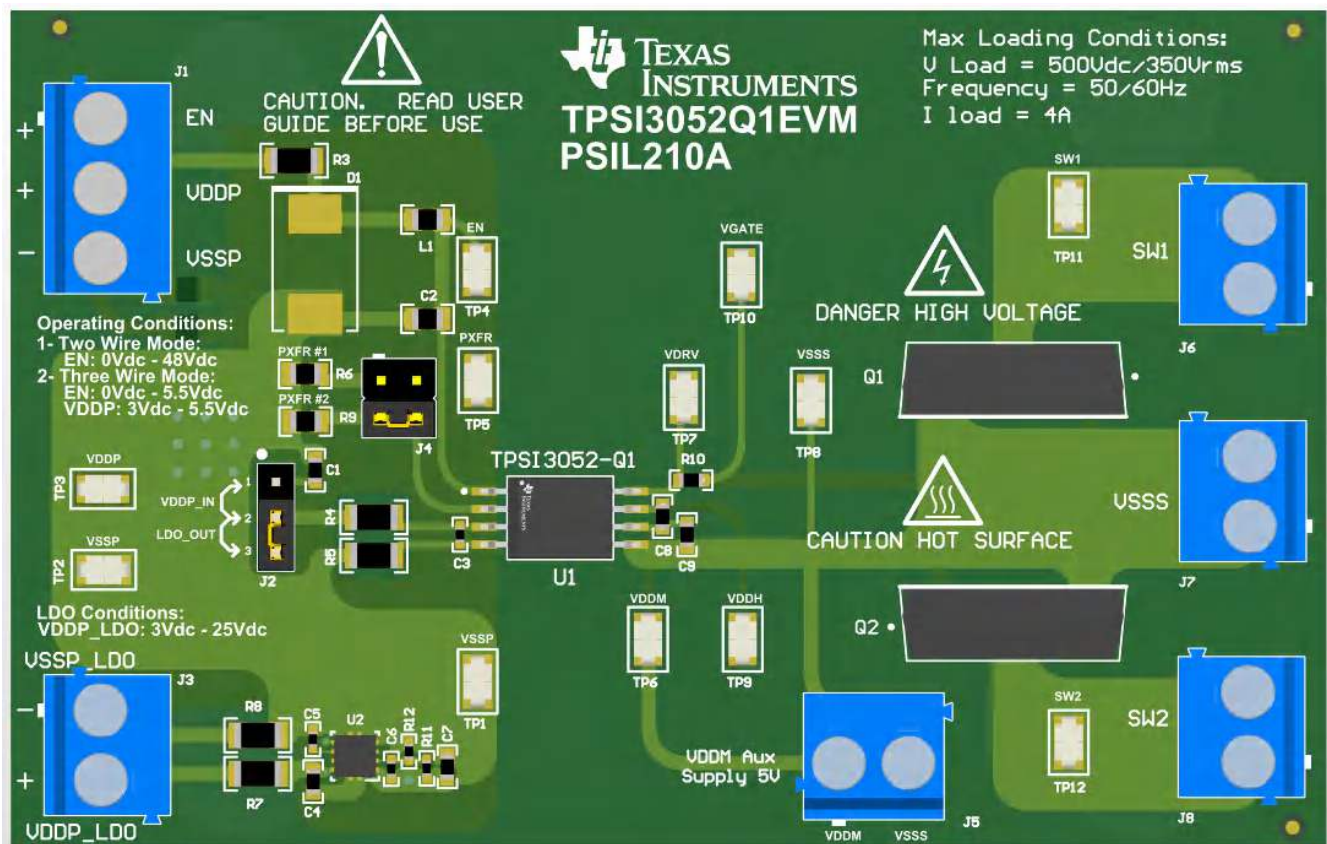 TEXAS
INSTRUMENTS
TPSI3052Q1EVM
PSIL210A
Max Loading Conditions:
V Load = 500Vdc/350Vrms
Frequency = 50/60Hz
I load = 4A
CAUTION. READ USER
GUIDE BEFORE USE
J1
EN
VDDP
VSSP
+
+
-
R3
D1
L1
C2
EN
TP4
PXFR
TP5
Operating Conditions:
1- Two Wire Mode:
EN: 0Vdc - 48Vdc
2- Three Wire Mode:
EN: 0Vdc - 5.5Vdc
VDDP: 3Vdc - 5.5Vdc
PXFR #1
R6
PXFR #2
R9
J4
VDDP
TP3
VSSP
TP2
C1
VDDP_IN
LDO_OUT
1
2
3
J2
R4
R5
C3
TPSI3052-Q1
TEXAS
INSTRUMENTS
U1
VGATE
TP10
VDRV
TP7
R10
VSSS
TP8
C8
C9
SW1
TP11
SW1
J6
DANGER HIGH VOLTAGE
Q1
VSSS
J7
CAUTION HOT SURFACE
Q2
LDO Conditions:
VDDP_LDO: 3Vdc - 25Vdc
VSSP_LDO
J3
-
+
VDDP_LDO
R8
R7
C5
C4
U2
C6
R12
R11
C7
VSSP
TP1
VDDM
TP6
VDDH
TP9
VDDM Aux
Supply 5V
VDDM
VSSS
J5
SW2
TP12
SW2
J8